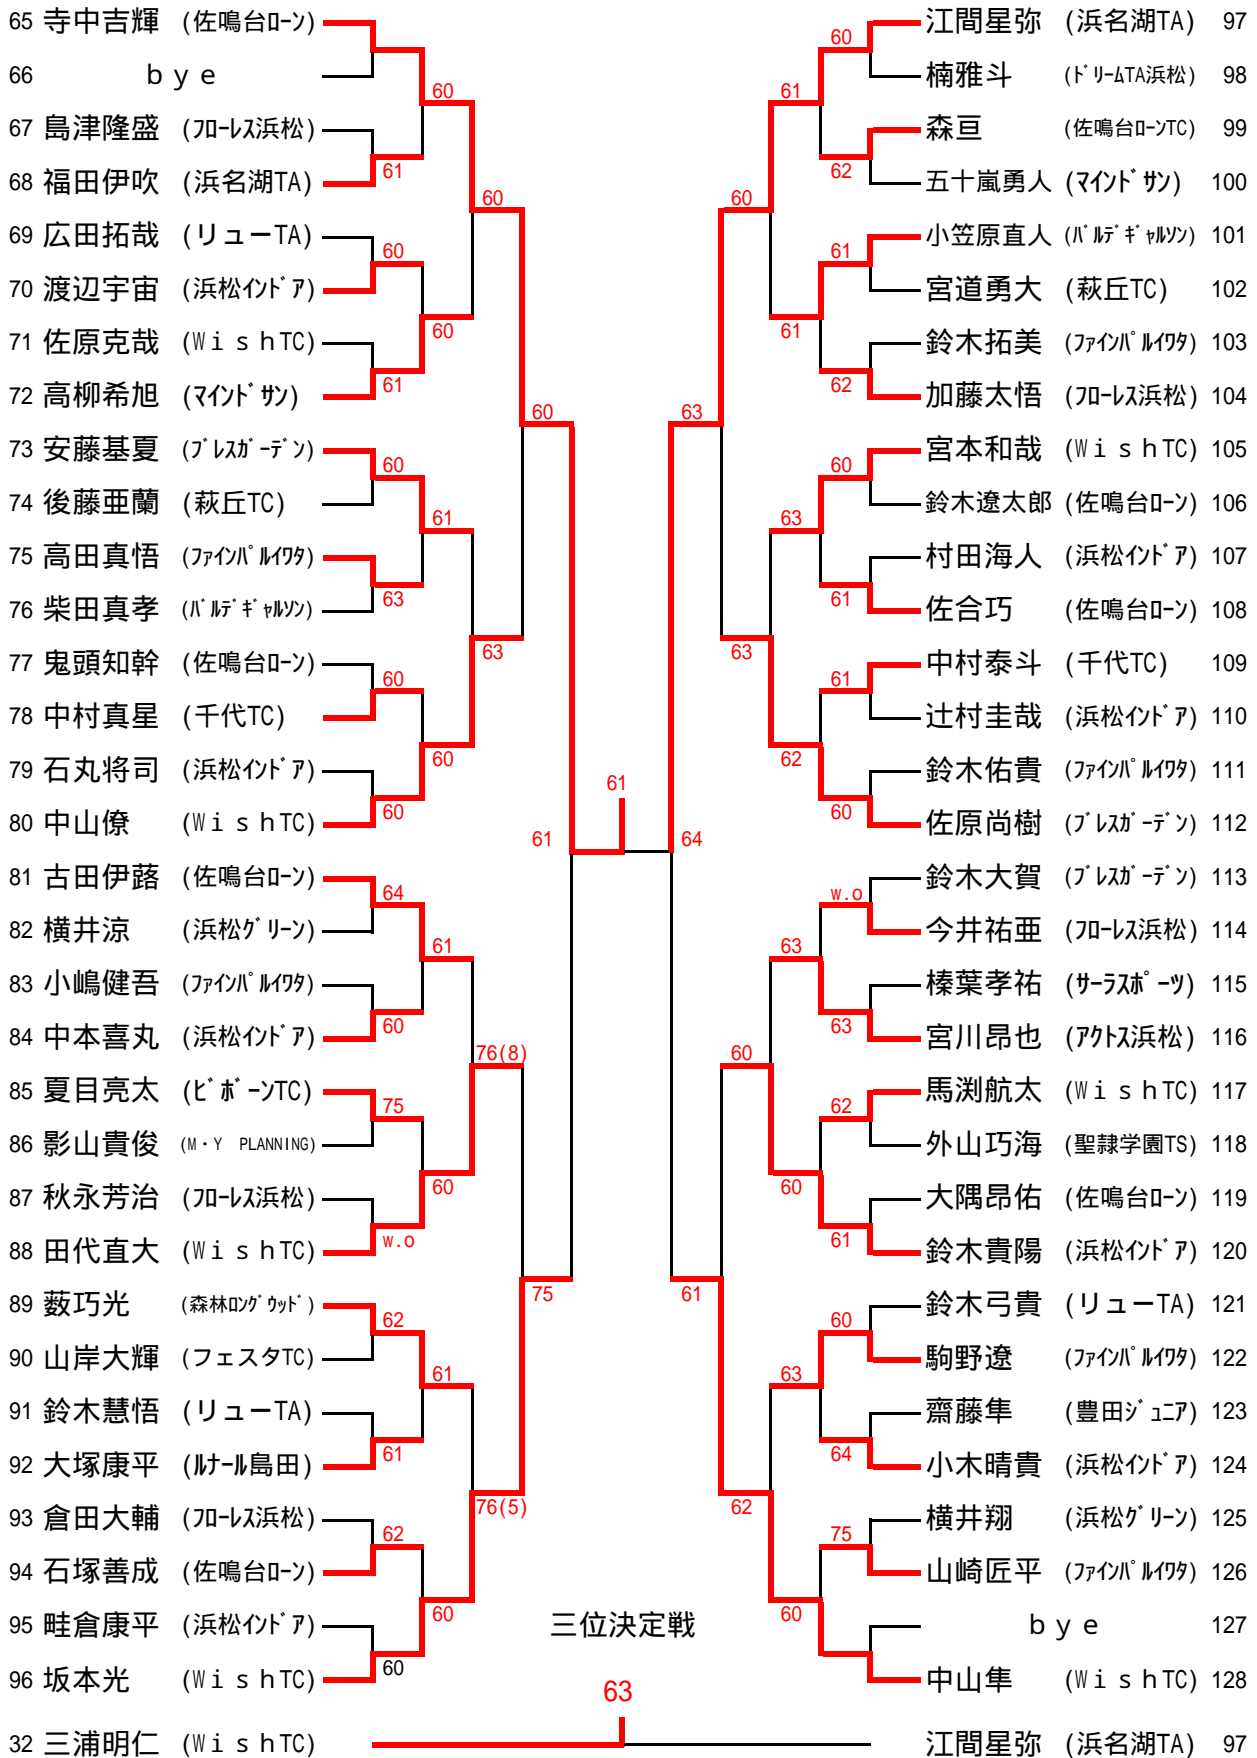 65 寺中吉輝 (佐鳴台ローン)
66 ｂｙｅ
60
67 島津隆盛 (フローレス浜松)
68 福田伊吹 (浜名湖TA)
61
60
69 広田拓哉 (リューTA)
60
70 渡辺宇宙 (浜松インドア)
60
71 佐原克哉 (ＷｉｓｈTC)
72 高柳希旭 (マインドサン)
61
60
73 安藤基夏 (ブレスガーデン)
60
74 後藤亜蘭 (萩丘TC)
61
75 高田真悟 (ファインパルイワタ)
76 柴田真孝 (バルデギャルソン)
63
63
77 鬼頭知幹 (佐鳴台ローン)
60
78 中村真星 (千代TC)
60
79 石丸将司 (浜松インドア)
80 中山僚 (ＷｉｓｈTC)
60
61
81 古田伊蕗 (佐鳴台ローン)
64
82 横井涼 (浜松グリーン)
61
83 小嶋健吾 (ファインパルイワタ)
84 中本喜丸 (浜松インドア)
60
76(8)
85 夏目亮太 (ビボーンTC)
75
86 影山貴俊 (M・Y PLANNING)
60
87 秋永芳治 (フローレス浜松)
88 田代直大 (ＷｉｓｈTC)
w.o
75
89 薮巧光 (森林ロングウッド)
62
90 山岸大輝 (フェスタTC)
61
91 鈴木慧悟 (リューTA)
92 大塚康平 (ルナール島田)
61
76(5)
93 倉田大輔 (フローレス浜松)
62
94 石塚善成 (佐鳴台ローン)
60
95 畦倉康平 (浜松インドア)
96 坂本光 (ＷｉｓｈTC)
60
61
江間星弥 (浜名湖TA) 97
60
楠雅斗 (ドリームTA浜松) 98
61
森亘 (佐鳴台ローンTC) 99
62
五十嵐勇人 (マインドサン) 100
60
小笠原直人 (バルデギャルソン) 101
61
宮道勇大 (萩丘TC) 102
61
鈴木拓美 (ファインパルイワタ) 103
62
加藤太悟 (フローレス浜松) 104
63
宮本和哉 (ＷｉｓｈTC) 105
60
鈴木遼太郎 (佐鳴台ローン) 106
63
村田海人 (浜松インドア) 107
61
佐合巧 (佐鳴台ローン) 108
63
中村泰斗 (千代TC) 109
61
辻村圭哉 (浜松インドア) 110
62
鈴木佑貴 (ファインパルイワタ) 111
60
佐原尚樹 (ブレスガーデン) 112
64
鈴木大賀 (ブレスガーデン) 113
w.o
今井祐亜 (フローレス浜松) 114
63
榛葉孝祐 (サーラスポーツ) 115
63
宮川昂也 (アクトス浜松) 116
60
馬渕航太 (ＷｉｓｈTC) 117
62
外山巧海 (聖隷学園TS) 118
60
大隅昂佑 (佐鳴台ローン) 119
61
鈴木貴陽 (浜松インドア) 120
61
鈴木弓貴 (リューTA) 121
60
駒野遼 (ファインパルイワタ) 122
63
齋藤隼 (豊田ジュニア) 123
64
小木晴貴 (浜松インドア) 124
62
横井翔 (浜松グリーン) 125
75
山崎匠平 (ファインパルイワタ) 126
60
ｂｙｅ 127
中山隼 (ＷｉｓｈTC) 128
三位決定戦
63
32 三浦明仁 (ＷｉｓｈTC)
江間星弥 (浜名湖TA) 97